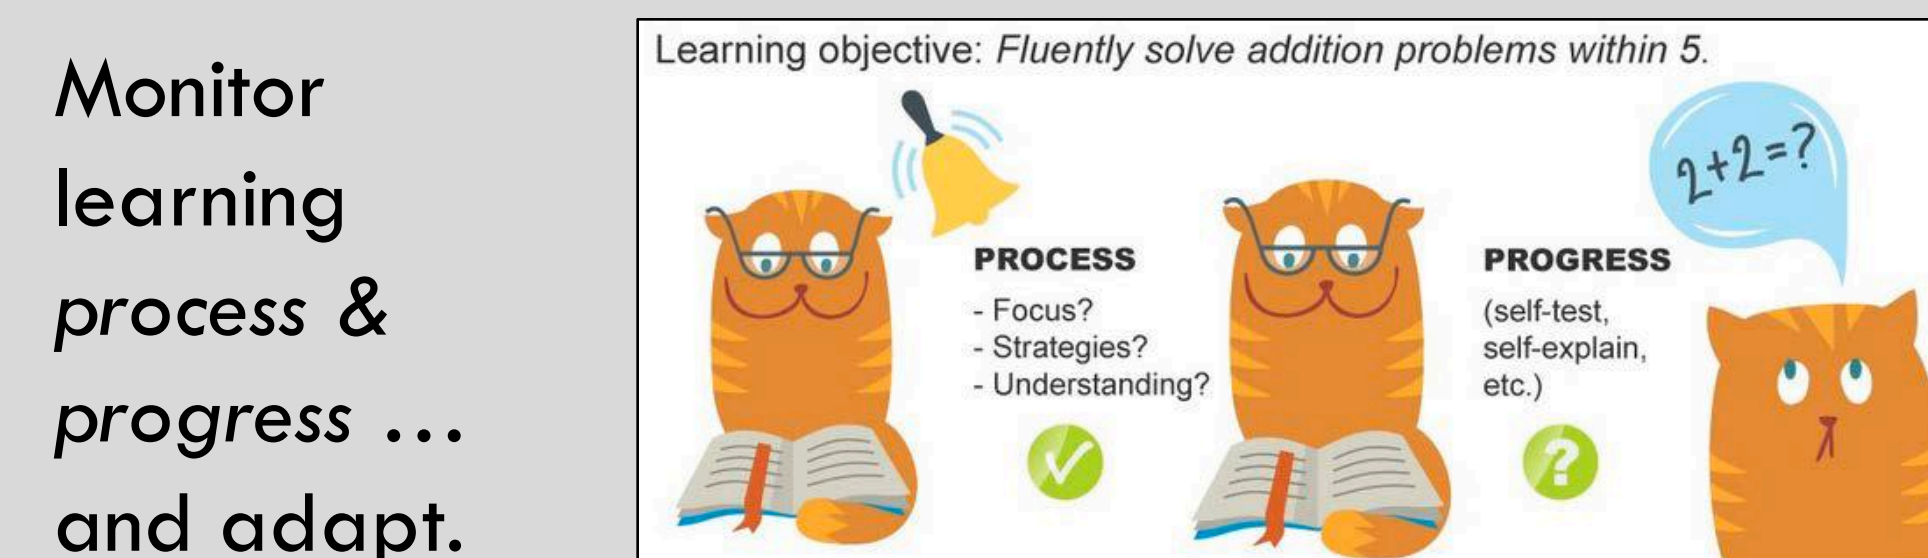 Monitor
learning
process &
progress …
and adapt.
Learning objective: Fluently solve addition problems within 5.
PROCESS
- Focus?
- Strategies?
- Understanding?
PROGRESS
(self-test,
self-explain,
etc.)
?
2+2=?